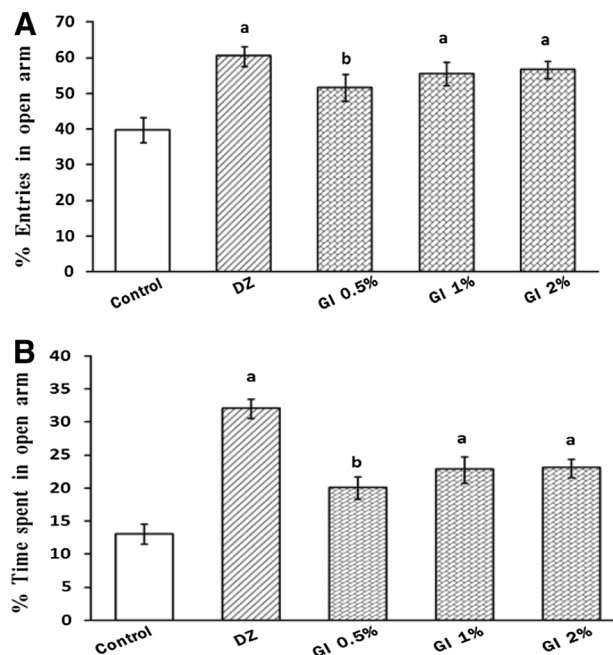 A
% Entries in open arm
70
60
50
40
30
20
10
0
a
b
a
a
Control
DZ
GI 0.5%
GI 1%
GI 2%
B
% Time spent in open arm
40
35
30
25
20
15
10
5
0
a
b
a
a
Control
DZ
GI 0.5%
GI 1%
GI 2%